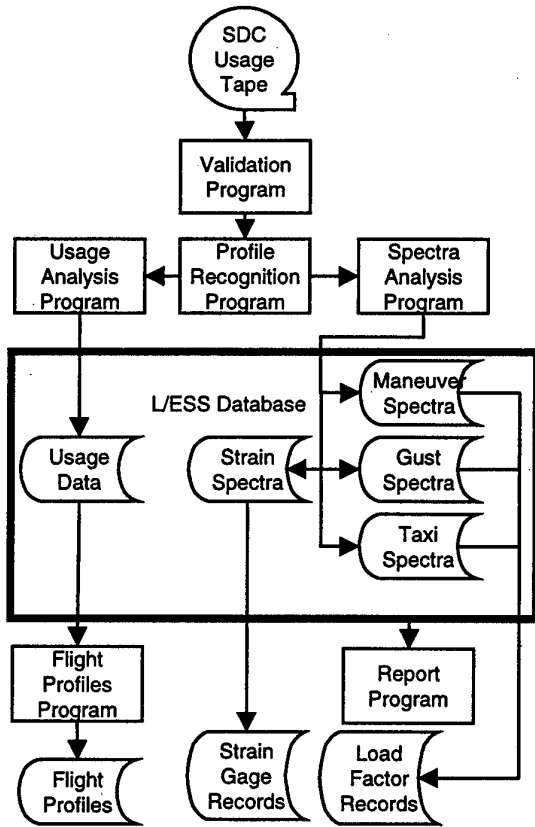 SDC
Usage
Tape
Validation
Program
Usage
Analysis
Program
Profile
Recognition
Program
Spectra
Analysis
Program
L/ESS Database
Maneuver
Spectra
Usage
Data
Strain
Spectra
Gust
Spectra
Taxi
Spectra
Flight
Profiles
Program
Report
Program
Flight
Profiles
Strain
Gage
Records
Load
Factor
Records